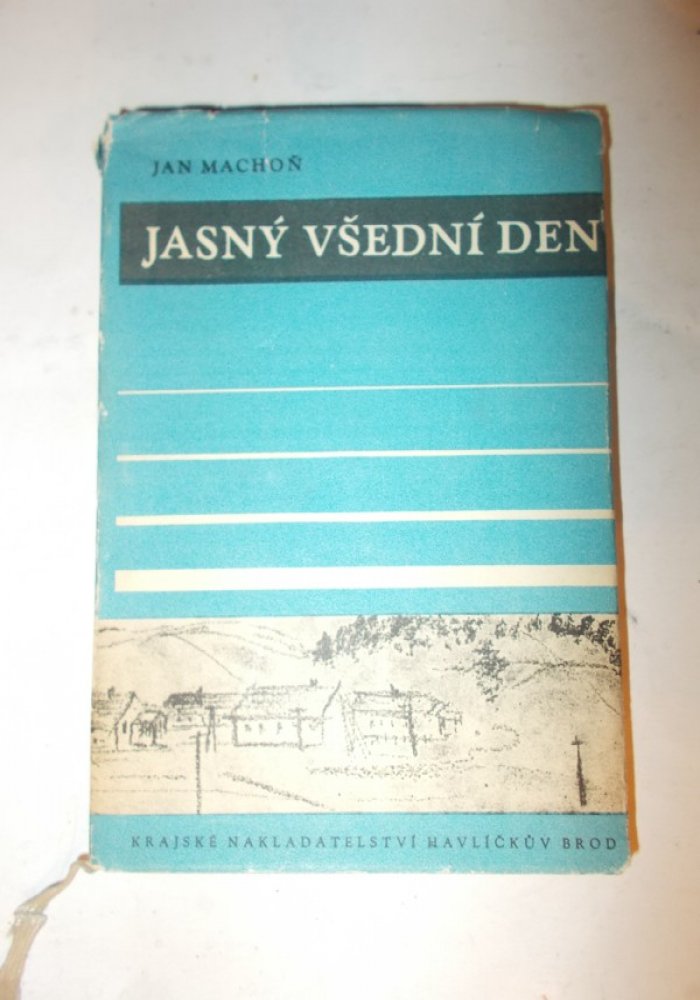 JAN MACHOŇ
JASNÝ VŠEDNÍ DEN
KRAJSKÉ NAKLADATELSTVÍ HAVLÍČKŮV BROD